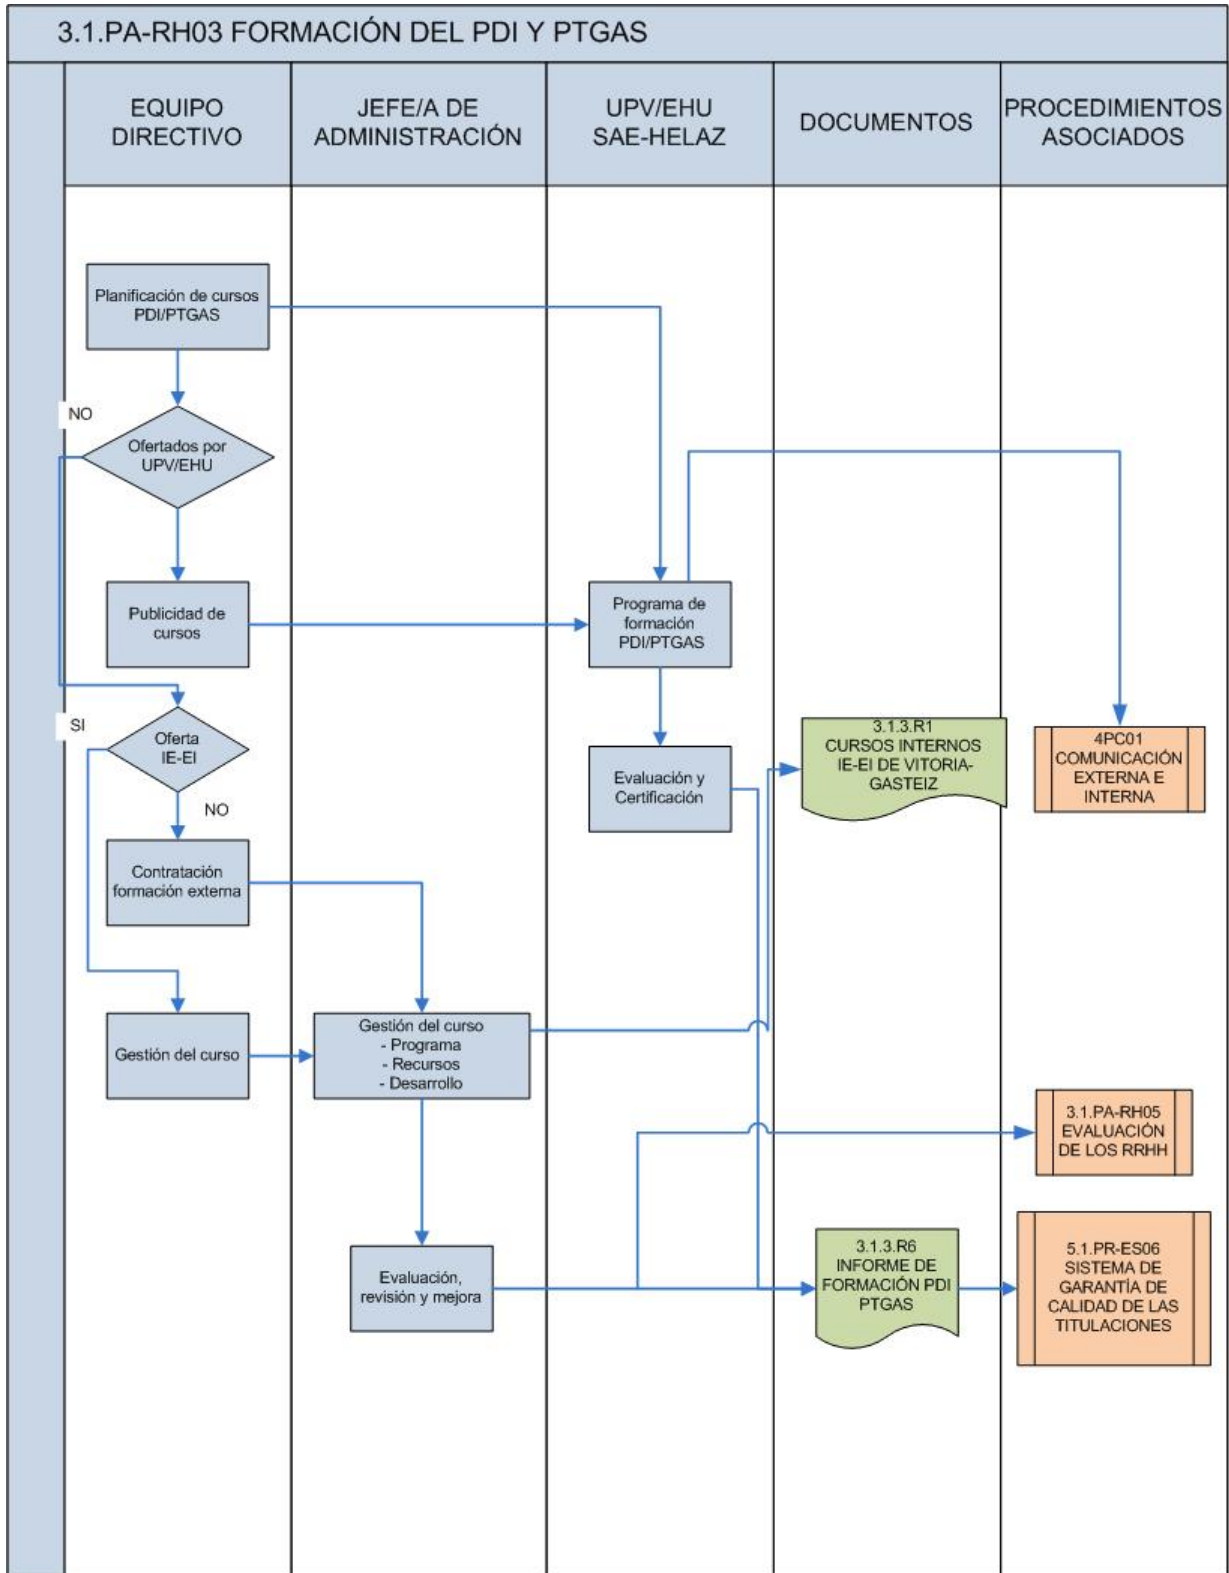 3.1.PA-RH03 FORMACIÓN DEL PDI Y PTGAS
EQUIPO
DIRECTIVO
JEFE/A DE
ADMINISTRACIÓN
UPV/EHU
SAE-HELAZ
DOCUMENTOS
PROCEDIMIENTOS
ASOCIADOS
Planificación de cursos
PDI/PTGAS
NO
Ofertados por
UPV/EHU
Publicidad de
cursos
Programa de
formación
PDI/PTGAS
SI
Oferta
IE-EI
NO
Evaluación y
Certificación
3.1.3.R1
CURSOS INTERNOS
IE-EI DE VITORIA-
GASTEIZ
4PC01
COMUNICACIÓN
EXTERNA E
INTERNA
Contratación
formación externa
Gestión del curso
Gestión del curso
- Programa
- Recursos
- Desarrollo
3.1.PA-RH05
EVALUACIÓN
DE LOS RRHH
Evaluación,
revisión y mejora
3.1.3.R6
INFORME DE
FORMACIÓN PDI
PTGAS
5.1.PR-ES06
SISTEMA DE
GARANTÍA DE
CALIDAD DE LAS
TITULACIONES